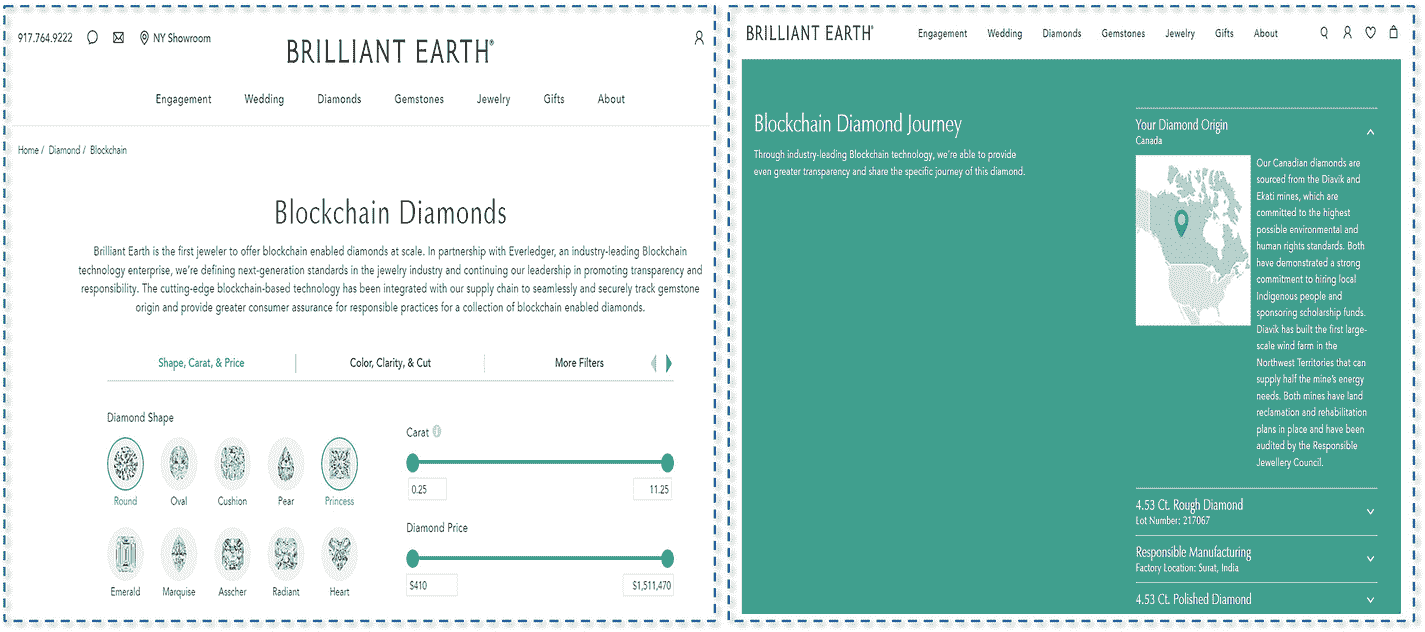 917.764.9222
NY Showroom
BRILLIANT EARTH®
Engagement Wedding Diamonds Gemstones Jewelry Gifts About
Home / Diamond / Blockchain
Blockchain Diamonds
Brilliant Earth is the first jeweler to offer blockchain enabled diamonds at scale. In partnership with Everledger, an industry-leading Blockchain
technology enterprise, we're defining next-generation standards in the jewelry industry and continuing our leadership in promoting transparency and
responsibility. The cutting-edge blockchain-based technology has been integrated with our supply chain to seamlessly and securely track gemstone
origin and provide greater consumer assurance for responsible practices for a collection of blockchain enabled diamonds.
Shape, Carat, & Price Color, Clarity, & Cut More Filters
Diamond Shape
Round Oval Cushion Pear Princess
Emerald Marquise Asscher Radiant Heart
Carat
0.25 11.25
Diamond Price
$410 $1,511,470
BRILLIANT EARTH®
Engagement Wedding Diamonds Gemstones Jewelry Gifts About
Blockchain Diamond Journey
Through industry-leading Blockchain technology, we're able to provide
even greater transparency and share the specific journey of this diamond.
Your Diamond Origin
Canada
Our Canadian diamonds are
sourced from the Diavik and
Ekati mines, which are
committed to the highest
possible environmental and
human rights standards. Both
have demonstrated a strong
commitment to hiring local
Indigenous people and
sponsoring scholarship funds.
Diavik has built the first large-
scale wind farm in the
Northwest Territories that can
supply half the mine's energy
needs. Both mines have land
reclamation and rehabilitation
plans in place and have been
audited by the Responsible
Jewellery Council.
4.53 Ct. Rough Diamond
Lot Number: 217067
Responsible Manufacturing
Factory Location: Surat, India
4.53 Ct. Polished Diamond